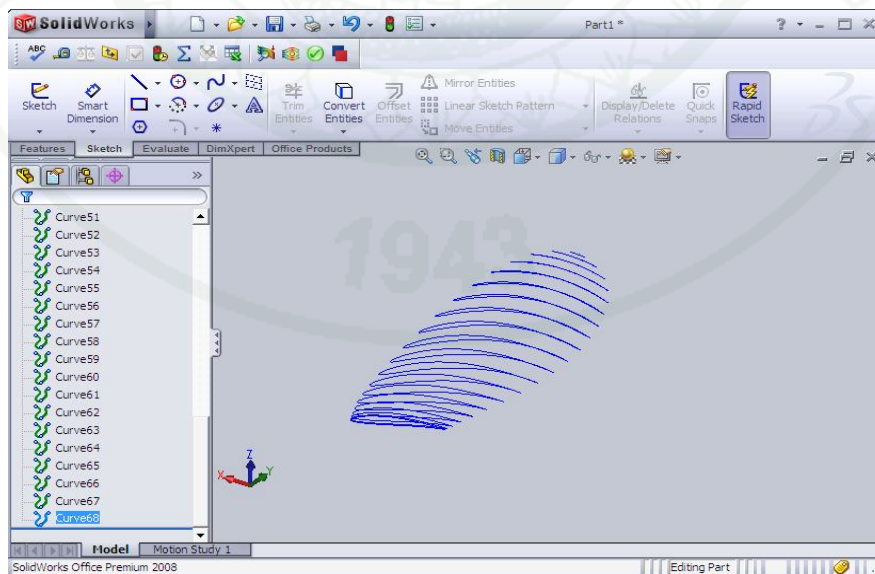 SolidWorks
Part1 *
?
ABC
Sketch
Smart Dimension
Trim Entities
Convert Entities
Offset Entities
Mirror Entities
Linear Sketch Pattern
Move Entities
Display/Delete Relations
Quick Snaps
Rapid Sketch
Features Sketch Evaluate DimXpert Office Products
»
Curve51
Curve52
Curve53
Curve54
Curve55
Curve56
Curve57
Curve58
Curve59
Curve60
Curve61
Curve62
Curve63
Curve64
Curve65
Curve66
Curve67
Curve68
1943
Z
X
Y
Model Motion Study 1
SolidWorks Office Premium 2008
Editing Part